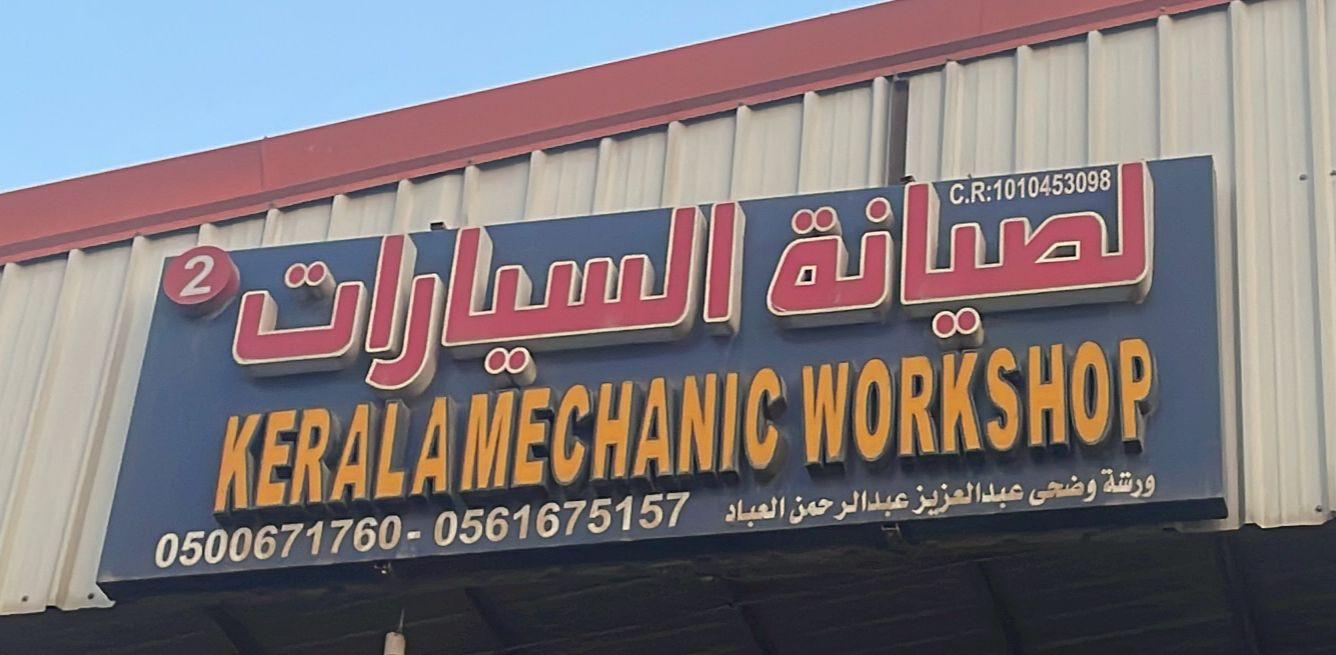 C.R:1010453098
لصيانة السيارات 2
KERALA MECHANIC WORKSHOP
ورشة وضحى عبدالعزيز عبدالرحمن العباد
0500671760 - 0561675157